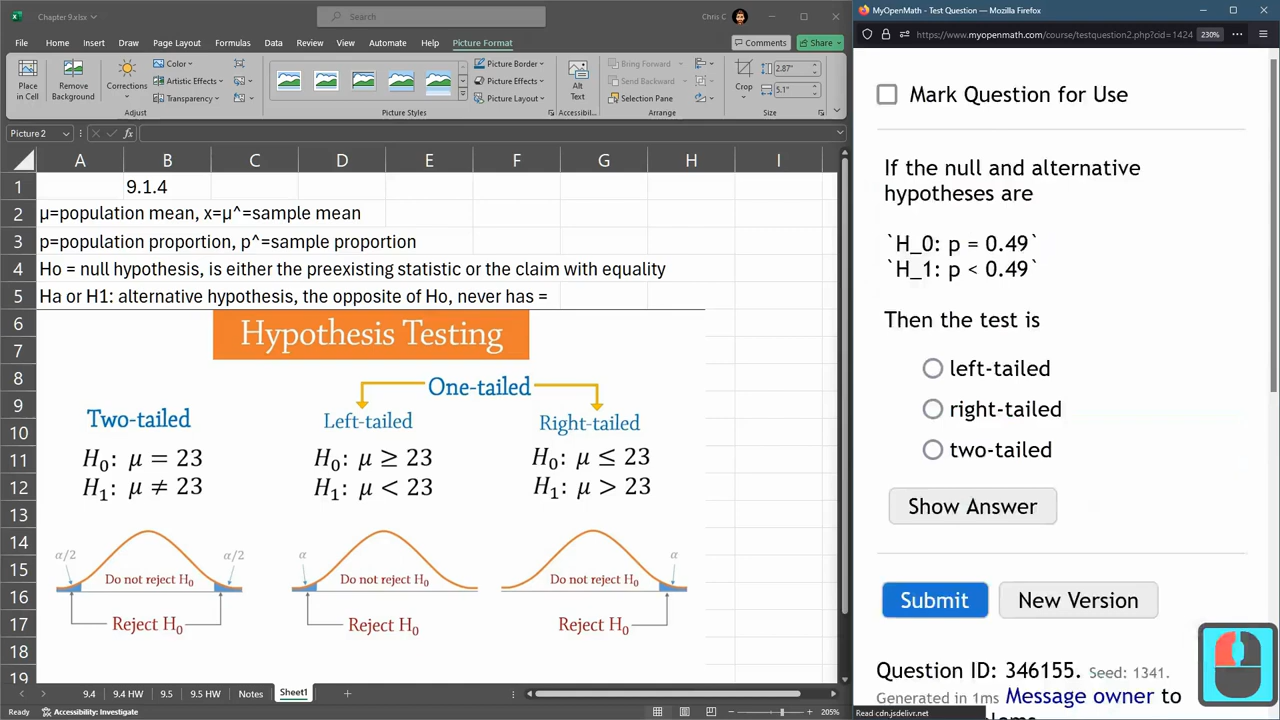 Chapter 9.xlsx
Search
Chris C
File Home Insert Draw Page Layout Formulas Data Review View Automate Help Picture Format
Comments
Share
Place in Cell
Remove Background
Corrections
Color
Artistic Effects
Transparency
Adjust
Picture Styles
Picture Border
Picture Effects
Picture Layout
Alt Text
Accessibil...
Bring Forward
Send Backward
Selection Pane
Arrange
Crop
2.87"
5.1"
Size
Picture 2
fx
A B C D E F G H I
1 9.1.4
2 μ=population mean, x=μ^=sample mean
3 p=population proportion, p^=sample proportion
4 Ho = null hypothesis, is either the preexisting statistic or the claim with equality
5 Ha or H1: alternative hypothesis, the opposite of Ho, never has =
6
7
8
9
10
11
12
13
14
15
16
17
18
19
Hypothesis Testing
One-tailed
Two-tailed Left-tailed Right-tailed
H₀: μ = 23 H₀: μ ≥ 23 H₀: μ ≤ 23
H₁: μ ≠ 23 H₁: μ < 23 H₁: μ > 23
α/2 α/2 α α
Do not reject H₀ Do not reject H₀ Do not reject H₀
Reject H₀ Reject H₀ Reject H₀
9.4 9.4 HW 9.5 9.5 HW Notes Sheet1
Ready
Accessibility: Investigate
205%
MyOpenMath - Test Question — Mozilla Firefox
https://www.myopenmath.com/course/testquestion2.php?cid=1424
230%
Mark Question for Use
If the null and alternative
hypotheses are
`H_0: p = 0.49`
`H_1: p < 0.49`
Then the test is
left-tailed
right-tailed
two-tailed
Show Answer
Submit New Version
Question ID: 346155. Seed: 1341.
Generated in 1ms Message owner to
Read cdn.jsdelivr.net